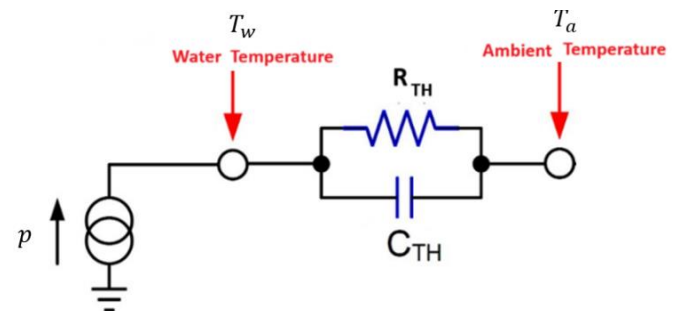 T_w
Water Temperature
T_a
Ambient Temperature
R_TH
C_TH
p